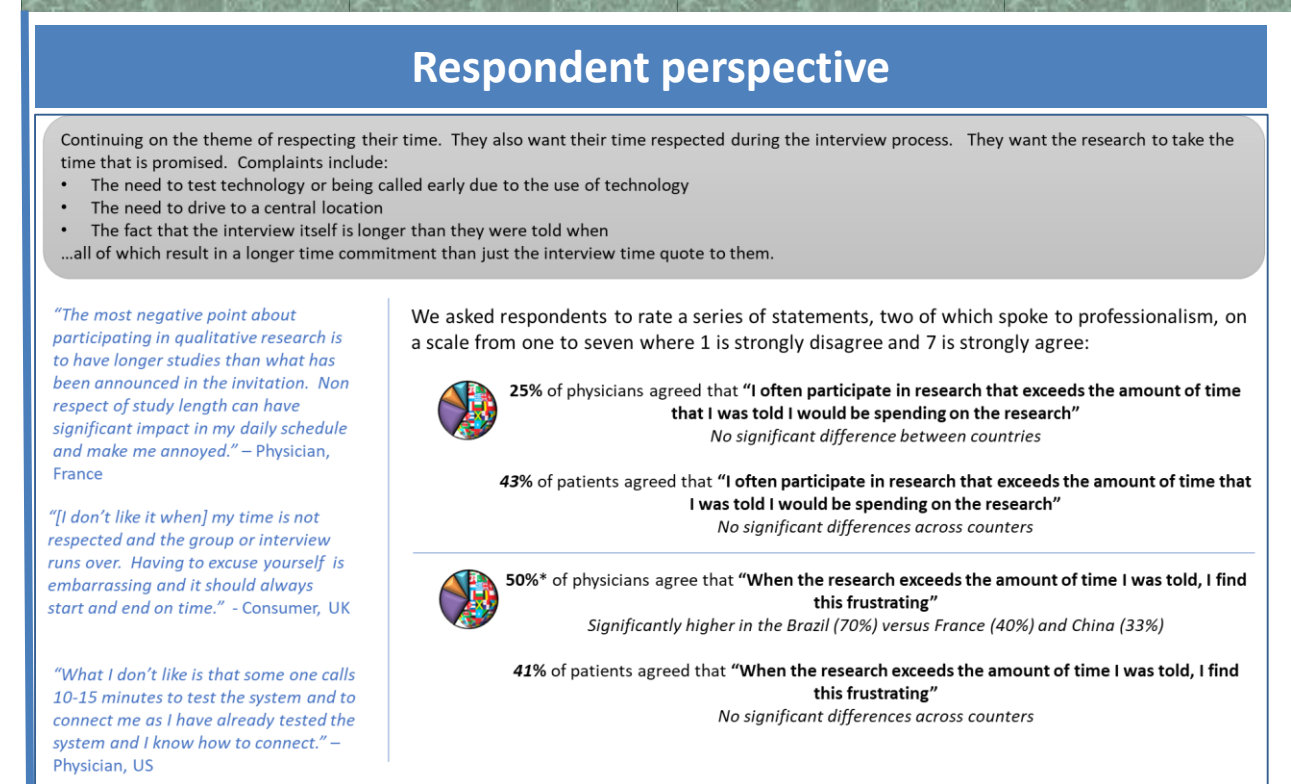 Respondent perspective
Continuing on the theme of respecting their time. They also want their time respected during the interview process. They want the research to take the
time that is promised. Complaints include:
• The need to test technology or being called early due to the use of technology
• The need to drive to a central location
• The fact that the interview itself is longer than they were told when
…all of which result in a longer time commitment than just the interview time quote to them.
“The most negative point about
participating in qualitative research is
to have longer studies than what has
been announced in the invitation. Non
respect of study length can have
significant impact in my daily schedule
and make me annoyed.” – Physician,
France
“[I don’t like it when] my time is not
respected and the group or interview
runs over. Having to excuse yourself is
embarrassing and it should always
start and end on time.” - Consumer, UK
“What I don’t like is that some one calls
10-15 minutes to test the system and to
connect me as I have already tested the
system and I know how to connect.” –
Physician, US
We asked respondents to rate a series of statements, two of which spoke to professionalism, on
a scale from one to seven where 1 is strongly disagree and 7 is strongly agree:
25% of physicians agreed that “I often participate in research that exceeds the amount of time
that I was told I would be spending on the research”
No significant difference between countries
43% of patients agreed that “I often participate in research that exceeds the amount of time that
I was told I would be spending on the research”
No significant differences across counters
50%* of physicians agree that “When the research exceeds the amount of time I was told, I find
this frustrating”
Significantly higher in the Brazil (70%) versus France (40%) and China (33%)
41% of patients agreed that “When the research exceeds the amount of time I was told, I find
this frustrating”
No significant differences across counters